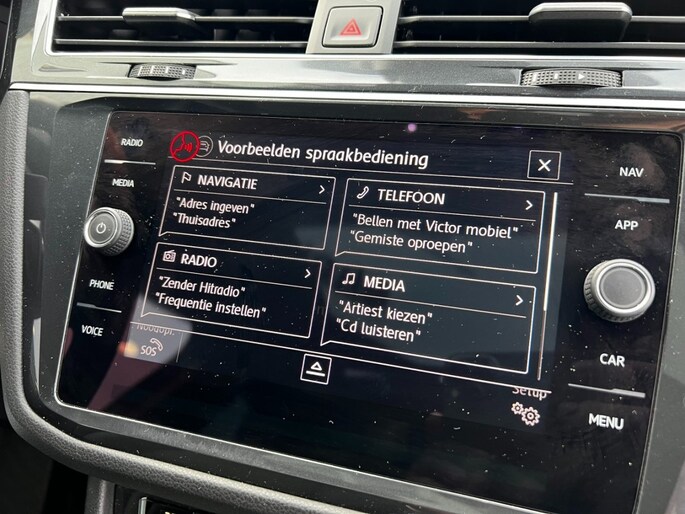 RADIO
MEDIA
PHONE
VOICE
Voorbeelden spraakbediening
NAVIGATIE
"Adres ingeven"
"Thuisadres"
TELEFOON
"Bellen met Victor mobiel"
"Gemiste oproepen"
RADIO
"Zender Hitradio"
"Frequentie instellen"
MEDIA
"Artiest kiezen"
"Cd luisteren"
Noodopr.
SOS
Setup
NAV
APP
CAR
MENU